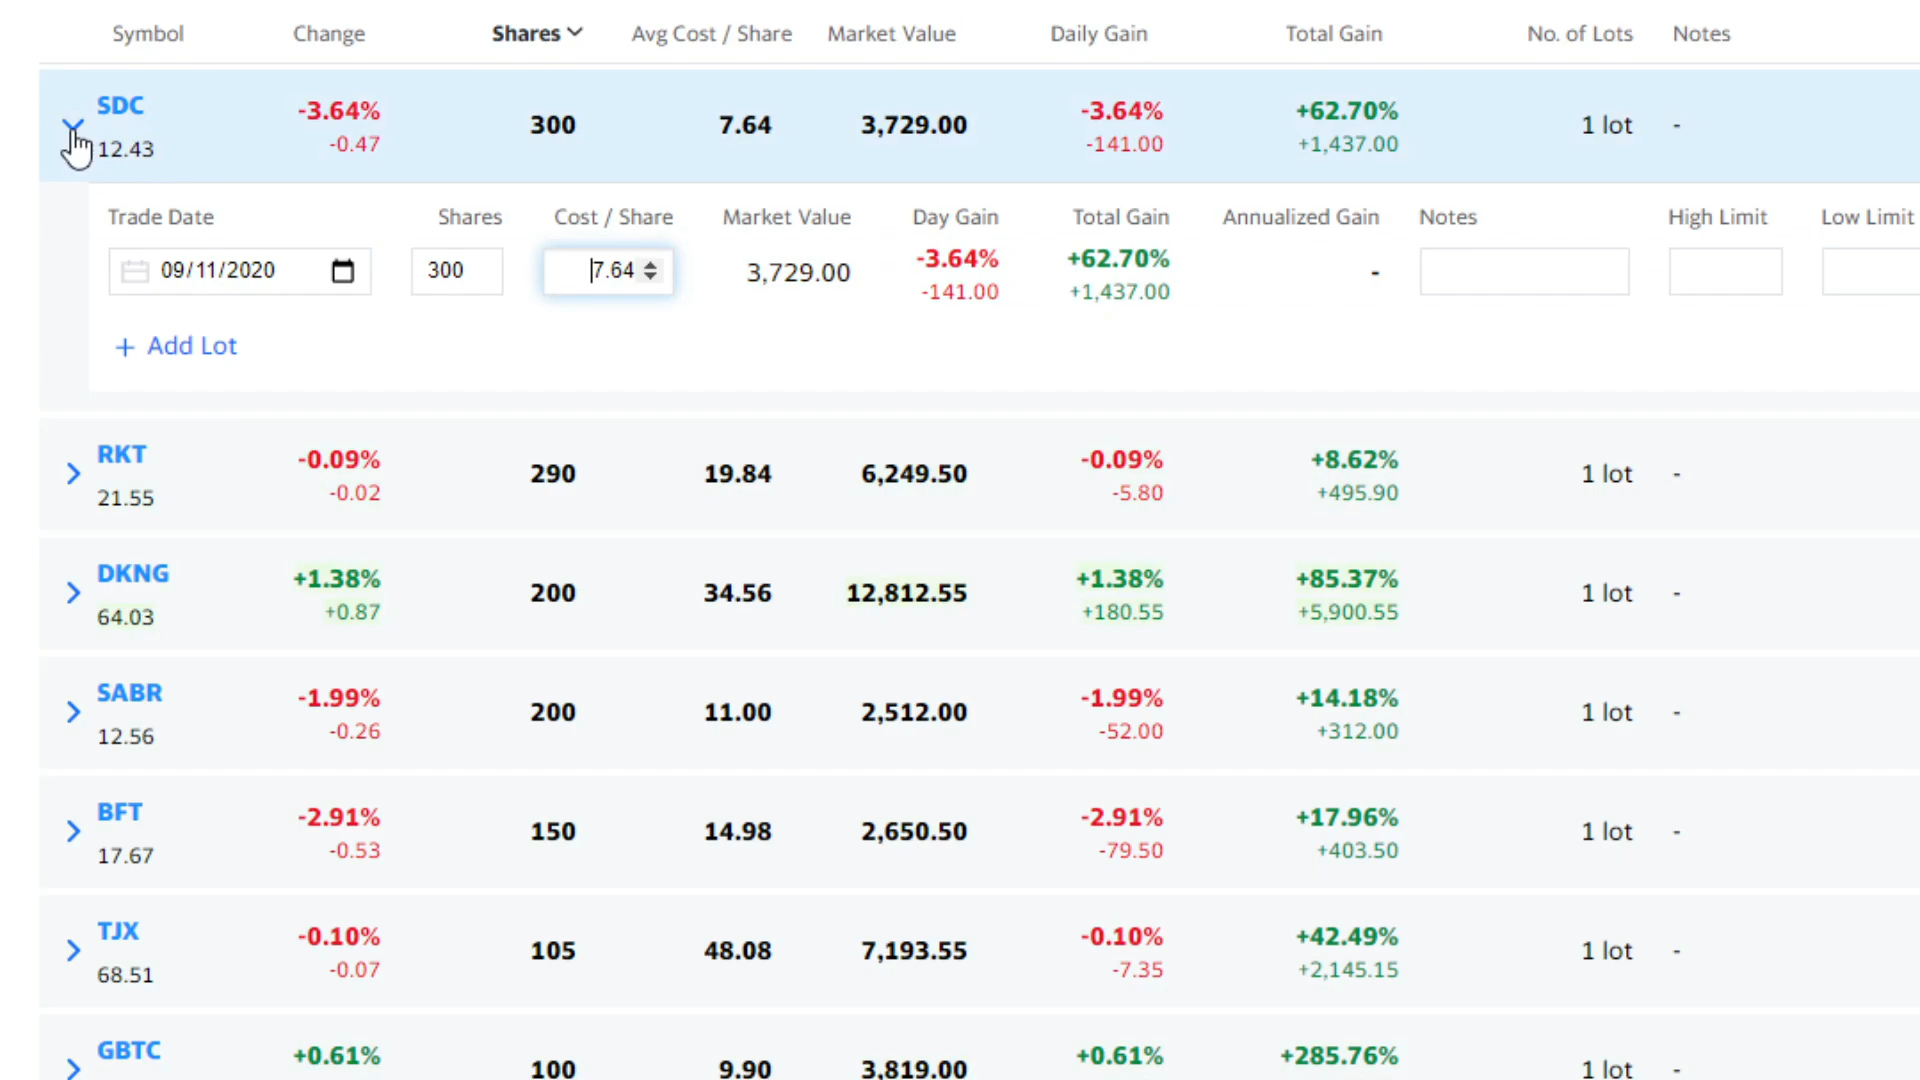 Symbol Change Shares Avg Cost / Share Market Value Daily Gain Total Gain No. of Lots Notes
SDC -3.64% 300 7.64 3,729.00 -3.64% +62.70% 1 lot -
12.43 -0.47 -141.00 +1,437.00
Trade Date Shares Cost / Share Market Value Day Gain Total Gain Annualized Gain Notes High Limit Low Limit
09/11/2020 300 7.64 3,729.00 -3.64% +62.70% -
-141.00 +1,437.00
+ Add Lot
RKT -0.09% 290 19.84 6,249.50 -0.09% +8.62% 1 lot -
21.55 -0.02 -5.80 +495.90
DKNG +1.38% 200 34.56 12,812.55 +1.38% +85.37% 1 lot -
64.03 +0.87 +180.55 +5,900.55
SABR -1.99% 200 11.00 2,512.00 -1.99% +14.18% 1 lot -
12.56 -0.26 -52.00 +312.00
BFT -2.91% 150 14.98 2,650.50 -2.91% +17.96% 1 lot -
17.67 -0.53 -79.50 +403.50
TJX -0.10% 105 48.08 7,193.55 -0.10% +42.49% 1 lot -
68.51 -0.07 -7.35 +2,145.15
GBTC +0.61% 100 9.90 3,819.00 +0.61% +285.76% 1 lot -